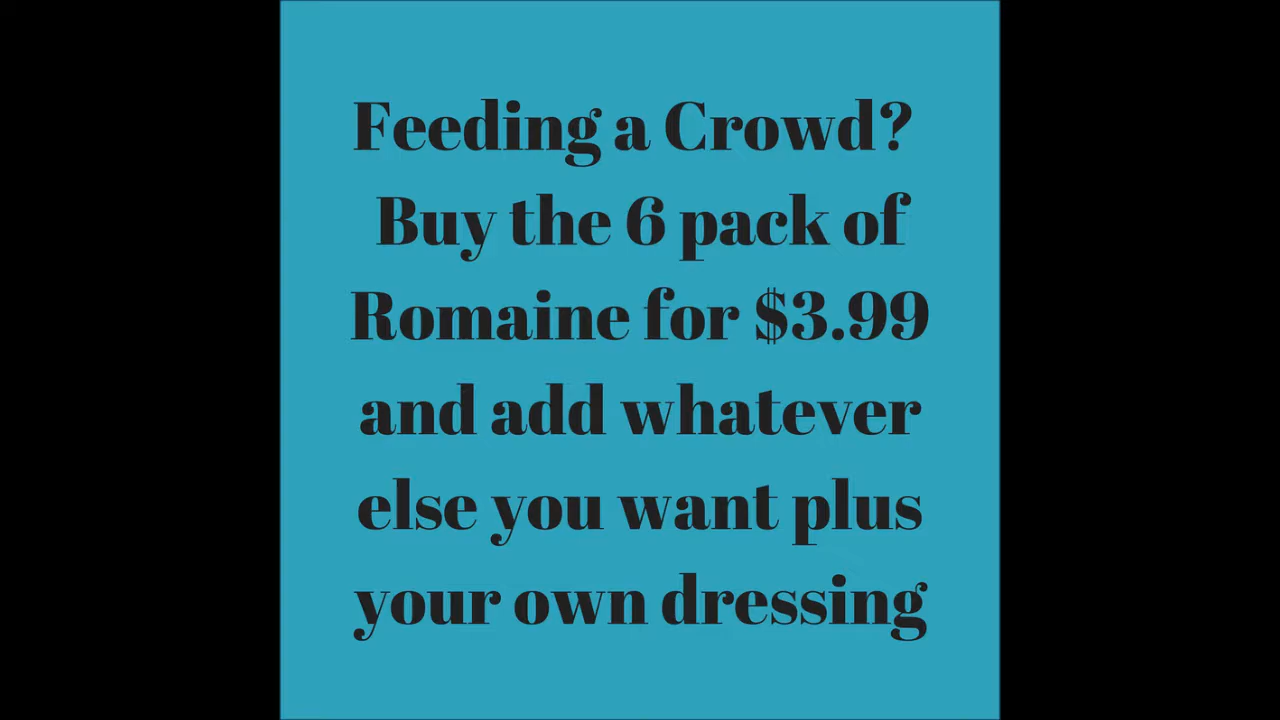 Feeding a Crowd?
Buy the 6 pack of
Romaine for $3.99
and add whatever
else you want plus
your own dressing